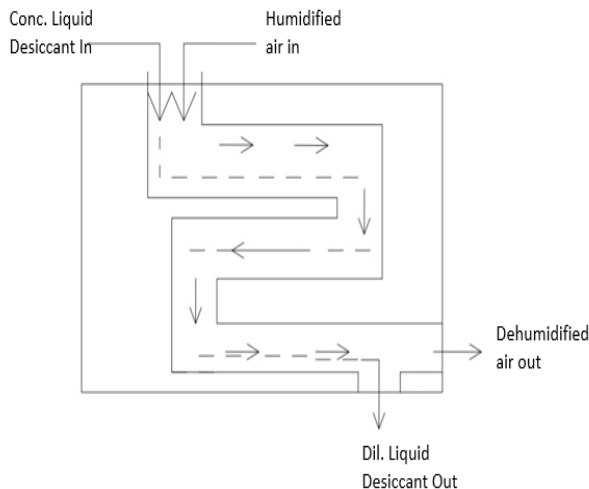 Conc. Liquid
Desiccant In
Humidified
air in
Dehumidified
air out
Dil. Liquid
Desiccant Out